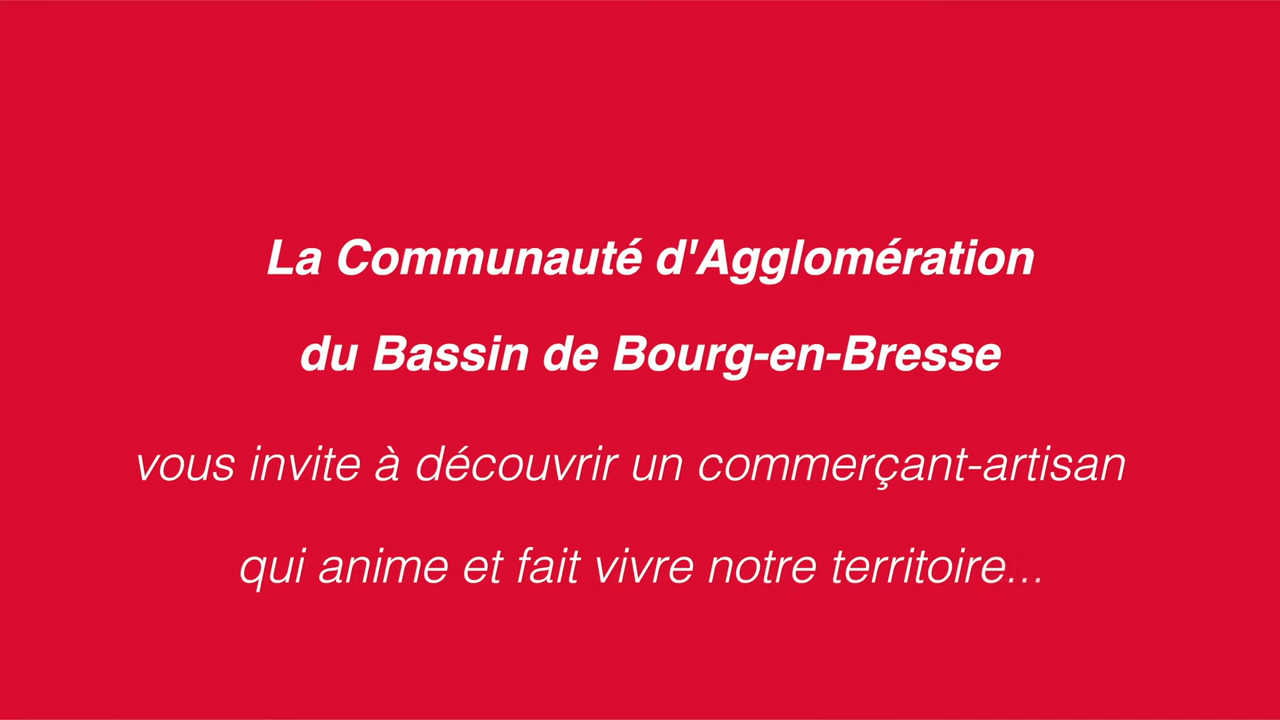 La Communauté d'Agglomération
du Bassin de Bourg-en-Bresse
vous invite à découvrir un commerçant-artisan
qui anime et fait vivre notre territoire...